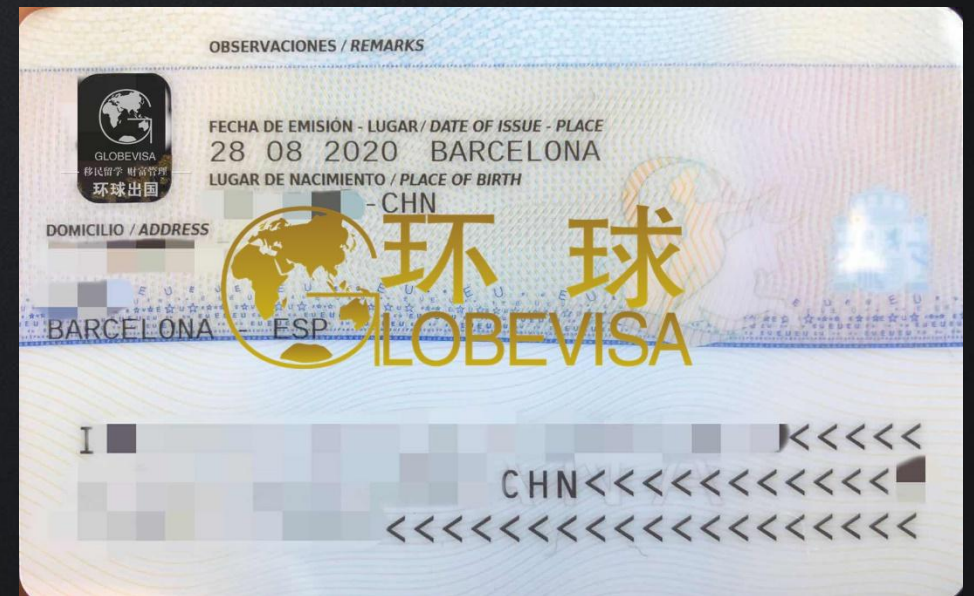 OBSERVACIONES / REMARKS
GLOBEVISA
移民留学 财富管理
环球出国
FECHA DE EMISIÓN - LUGAR/ DATE OF ISSUE - PLACE
28 08 2020 BARCELONA
LUGAR DE NACIMIENTO / PLACE OF BIRTH
-CHN
DOMICILIO / ADDRESS
环球
GLOBEVISA
BARCELONA - ESP
I <<<<<
CHN<<<<<<<<<<<
<<<<<<<<<<<<<<<<<<<